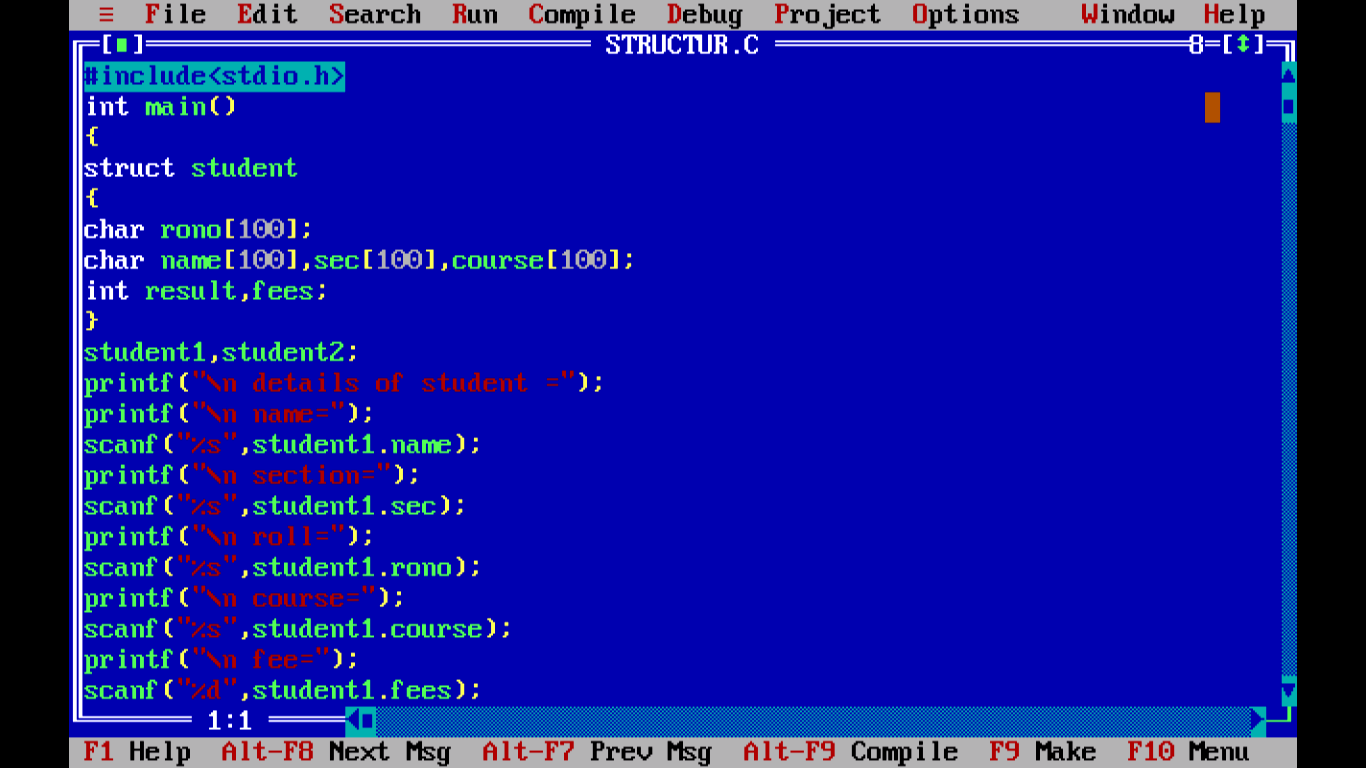 ≡ File Edit Search Run Compile Debug Project Options Window Help
[■] STRUCTUR.C 8=[↕]
#include<stdio.h>
int main()
{
struct student
{
char rono[100];
char name[100],sec[100],course[100];
int result,fees;
}
student1,student2;
printf("\n details of student =");
printf("\n name=");
scanf("%s",student1.name);
printf("\n section=");
scanf("%s",student1.sec);
printf("\n roll=");
scanf("%s",student1.rono);
printf("\n course=");
scanf("%s",student1.course);
printf("\n fee=");
scanf("%d",student1.fees);
1:1
F1 Help Alt-F8 Next Msg Alt-F7 Prev Msg Alt-F9 Compile F9 Make F10 Menu